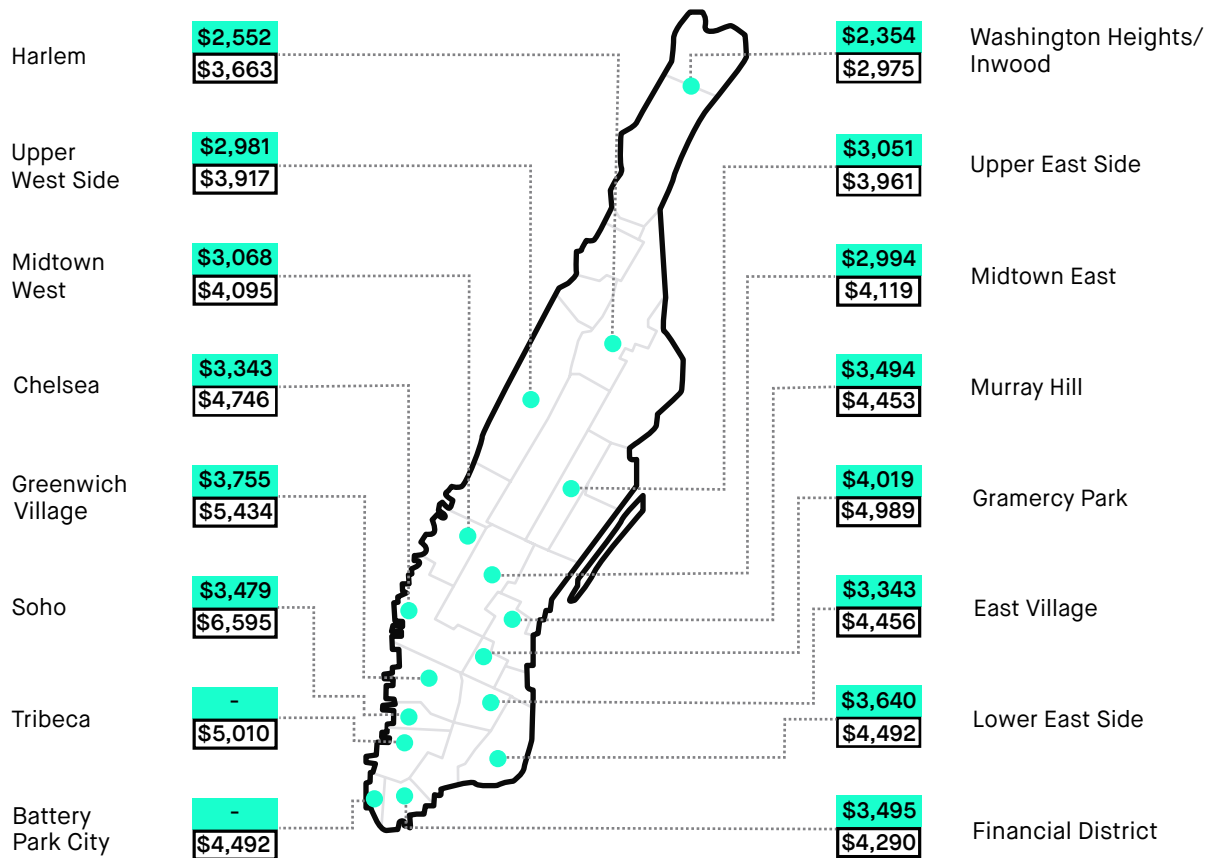 Harlem
$2,552
$3,663
Upper
West Side
$2,981
$3,917
Midtown
West
$3,068
$4,095
Chelsea
$3,343
$4,746
Greenwich
Village
$3,755
$5,434
Soho
$3,479
$6,595
Tribeca
-
$5,010
Battery
Park City
-
$4,492
$2,354
$2,975
Washington Heights/
Inwood
$3,051
$3,961
Upper East Side
$2,994
$4,119
Midtown East
$3,494
$4,453
Murray Hill
$4,019
$4,989
Gramercy Park
$3,343
$4,456
East Village
$3,640
$4,492
Lower East Side
$3,495
$4,290
Financial District